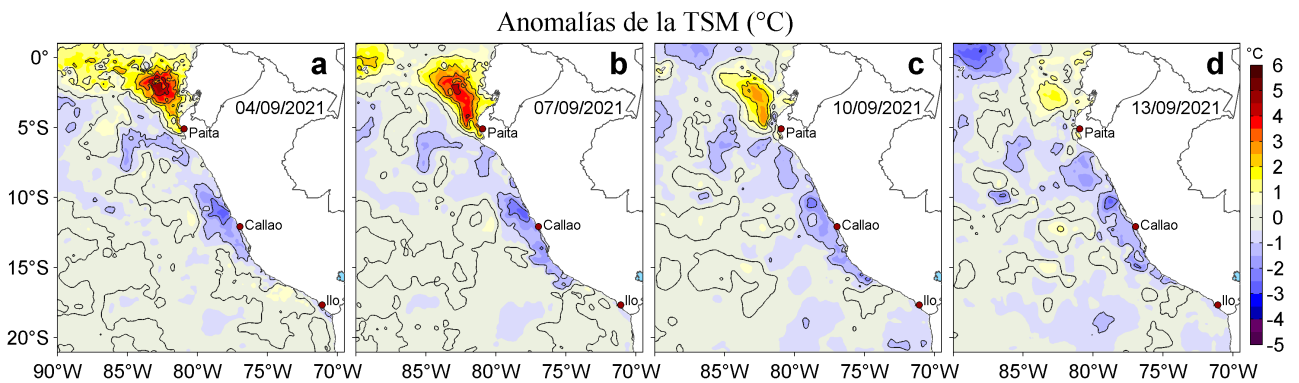 Anomalías de la TSM (°C)
a
04/09/2021
Paita
Callao
Ilo
b
07/09/2021
Paita
Callao
Ilo
c
10/09/2021
Paita
Callao
Ilo
d
13/09/2021
Paita
Callao
Ilo
0°
5°S
10°S
15°S
20°S
90°W 85°W 80°W 75°W 70°W
85°W 80°W 75°W 70°W
85°W 80°W 75°W 70°W
85°W 80°W 75°W 70°W
°C
6
5
4
3
2
1
0
-1
-2
-3
-4
-5